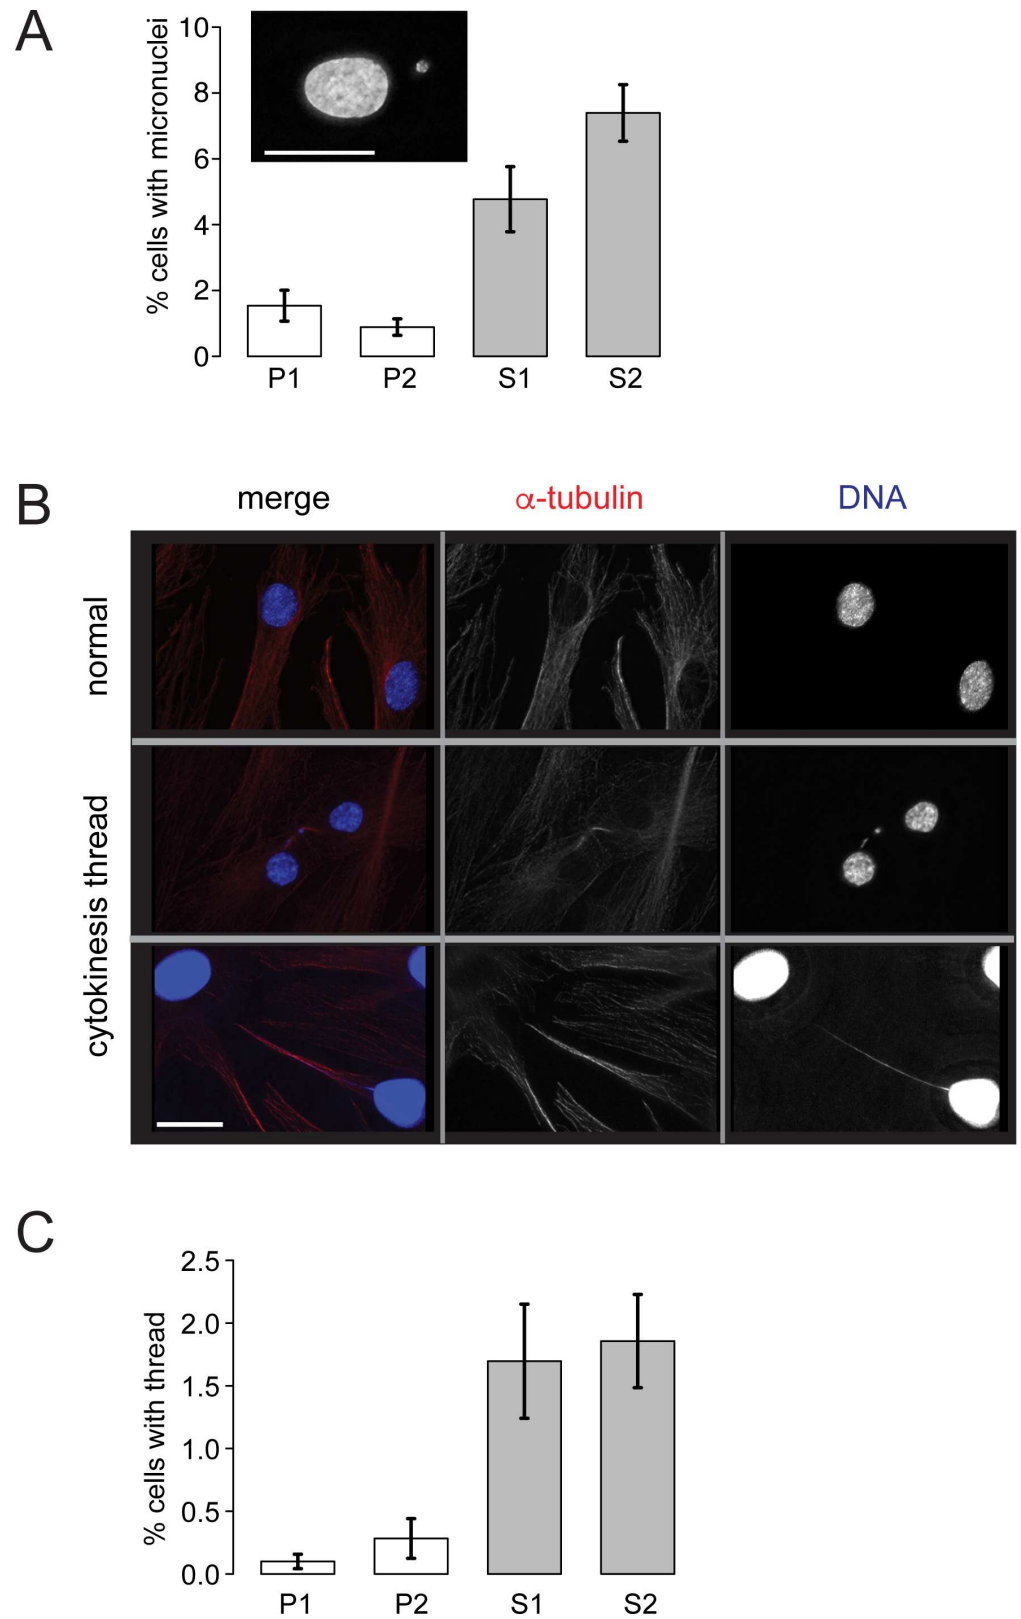 A
% cells with micronuclei
10
8
6
4
2
0
P1 P2 S1 S2
B
merge α-tubulin DNA
normal
cytokinesis thread
C
% cells with thread
2.5
2.0
1.5
1.0
0.5
0.0
P1 P2 S1 S2